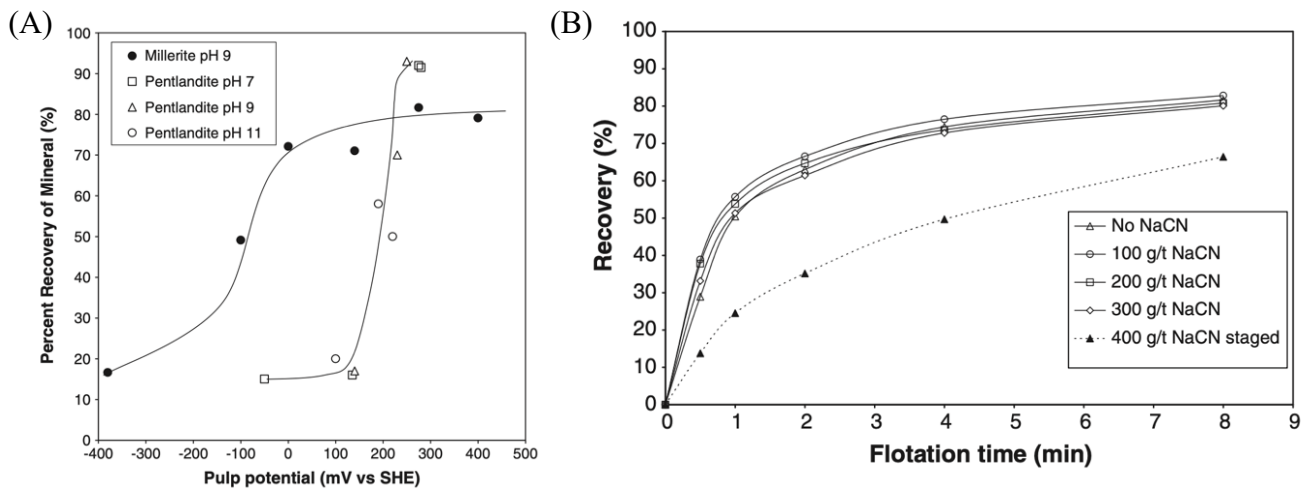 (A)
Percent Recovery of Mineral (%)
100
90
80
70
60
50
40
30
20
10
0
Millerite pH 9
Pentlandite pH 7
Pentlandite pH 9
Pentlandite pH 11
-400 -100 -200 -100 0 100 200 300 400 500
Pulp potential (mV vs SHE)
(B)
Recovery (%)
100
90
80
70
60
50
40
30
20
10
0
No NaCN
100 g/t NaCN
200 g/t NaCN
300 g/t NaCN
400 g/t NaCN staged
0 1 2 3 4 5 6 7 8 9
Flotation time (min)